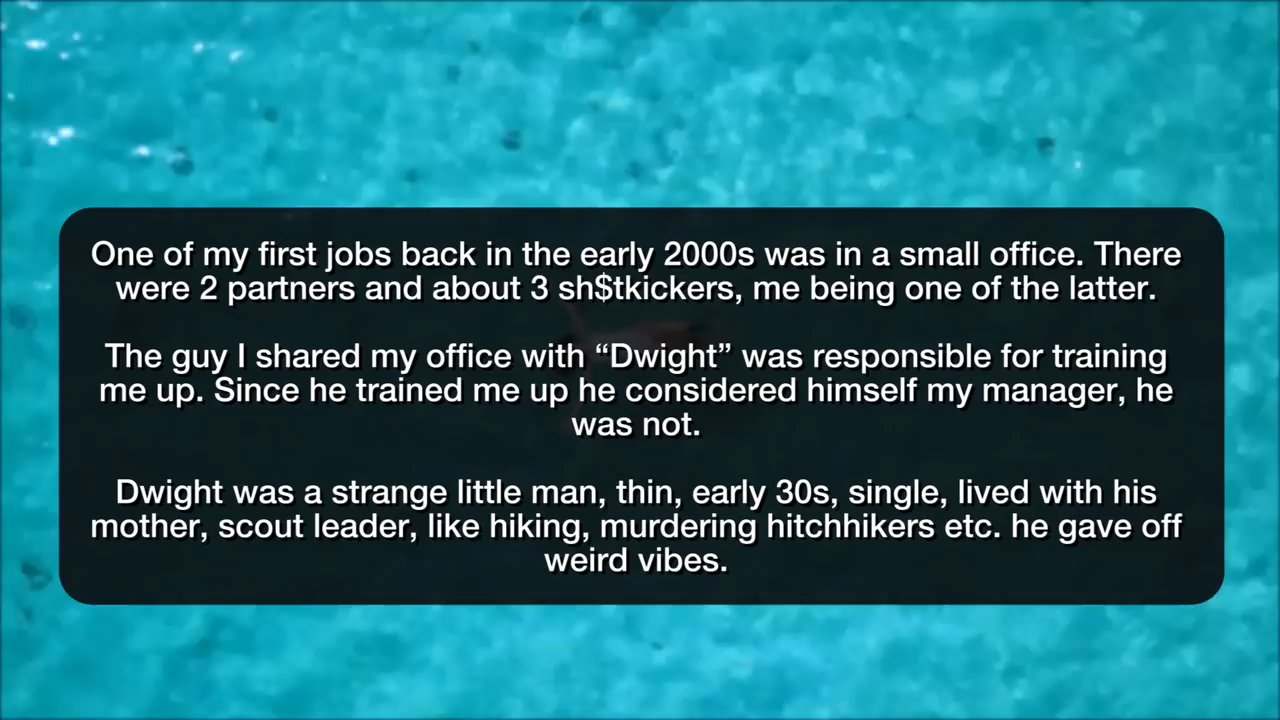 One of my first jobs back in the early 2000s was in a small office. There
were 2 partners and about 3 sh$tkickers, me being one of the latter.
The guy I shared my office with “Dwight” was responsible for training
me up. Since he trained me up he considered himself my manager, he
was not.
Dwight was a strange little man, thin, early 30s, single, lived with his
mother, scout leader, like hiking, murdering hitchhikers etc. he gave off
weird vibes.